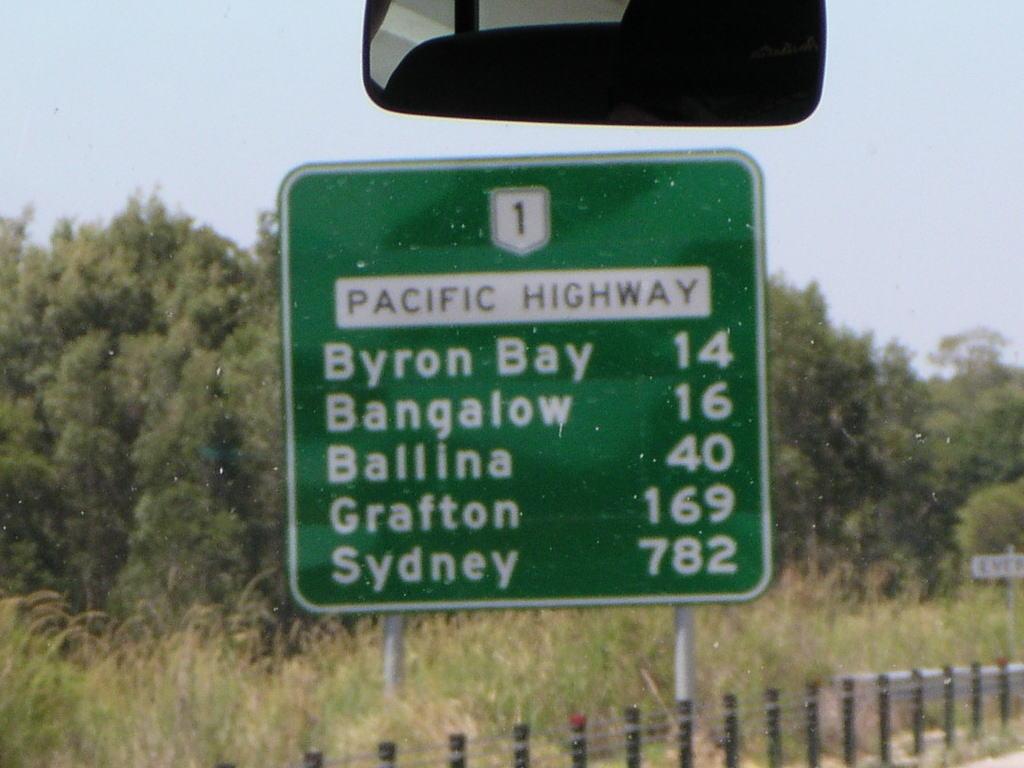 1
PACIFIC HIGHWAY
Byron Bay 14
Bangalow 16
Ballina 40
Grafton 169
Sydney 782